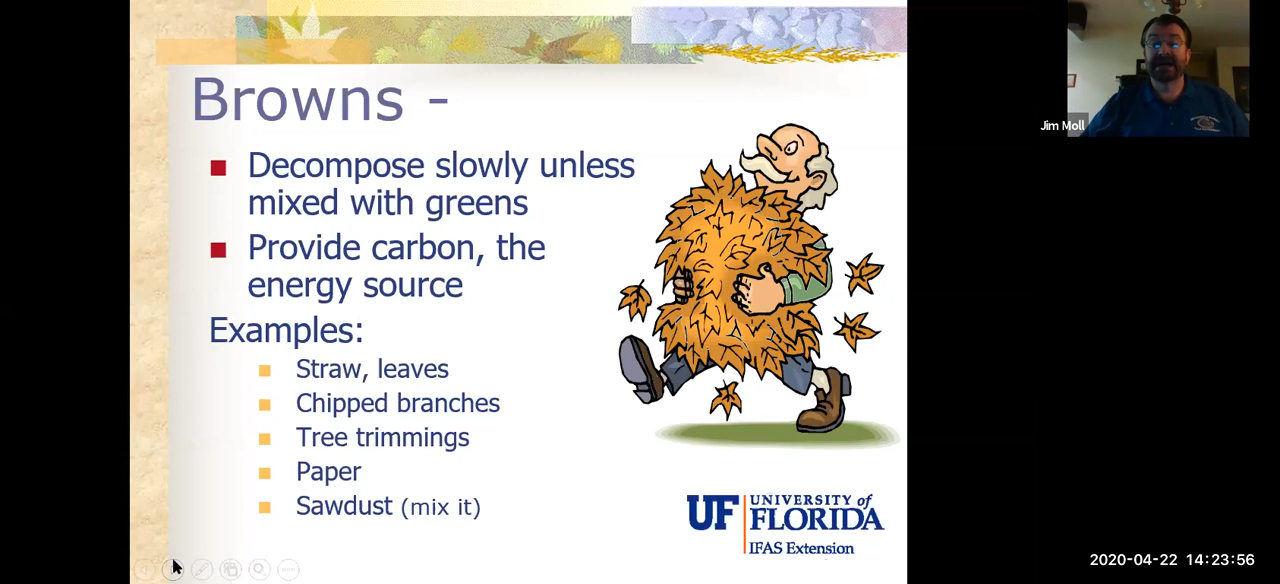 Browns -
Decompose slowly unless
mixed with greens
Provide carbon, the
energy source
Examples:
Straw, leaves
Chipped branches
Tree trimmings
Paper
Sawdust (mix it)
UF UNIVERSITY of
FLORIDA
IFAS Extension
Jim Moll
2020-04-22 14:23:56